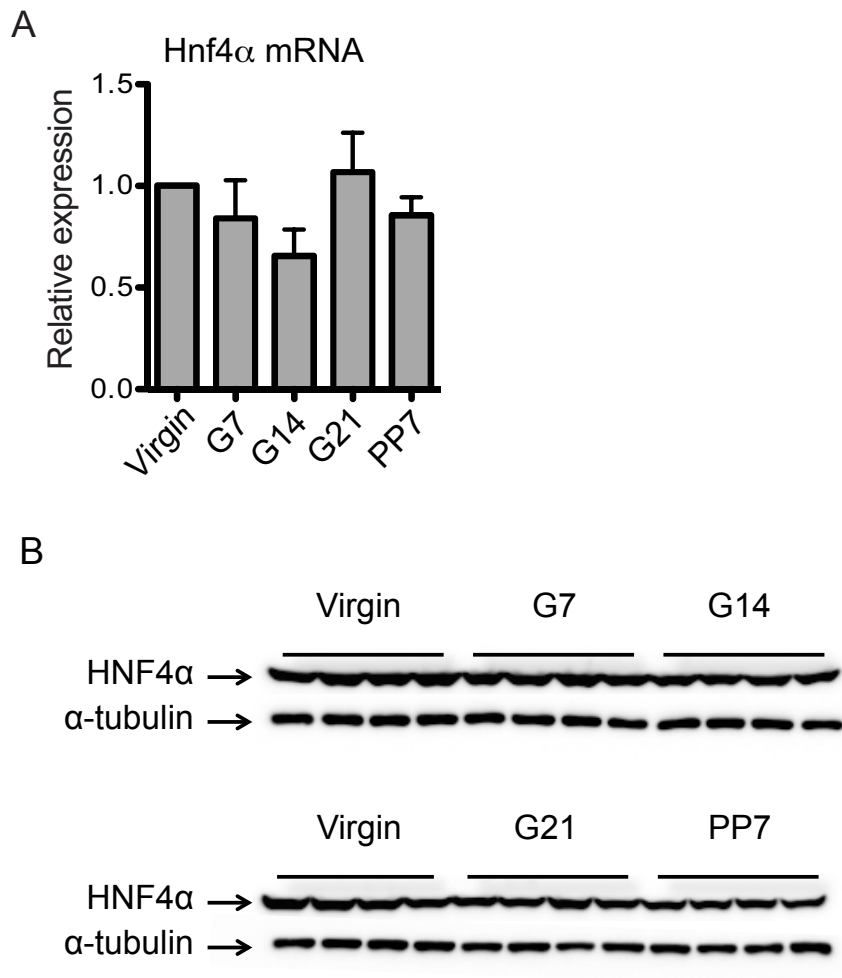 A
Hnf4α mRNA
Relative expression
1.5
1.0
0.5
0.0
Virgin
G7
G14
G21
PP7
B
Virgin G7 G14
HNF4α
α-tubulin
Virgin G21 PP7
HNF4α
α-tubulin